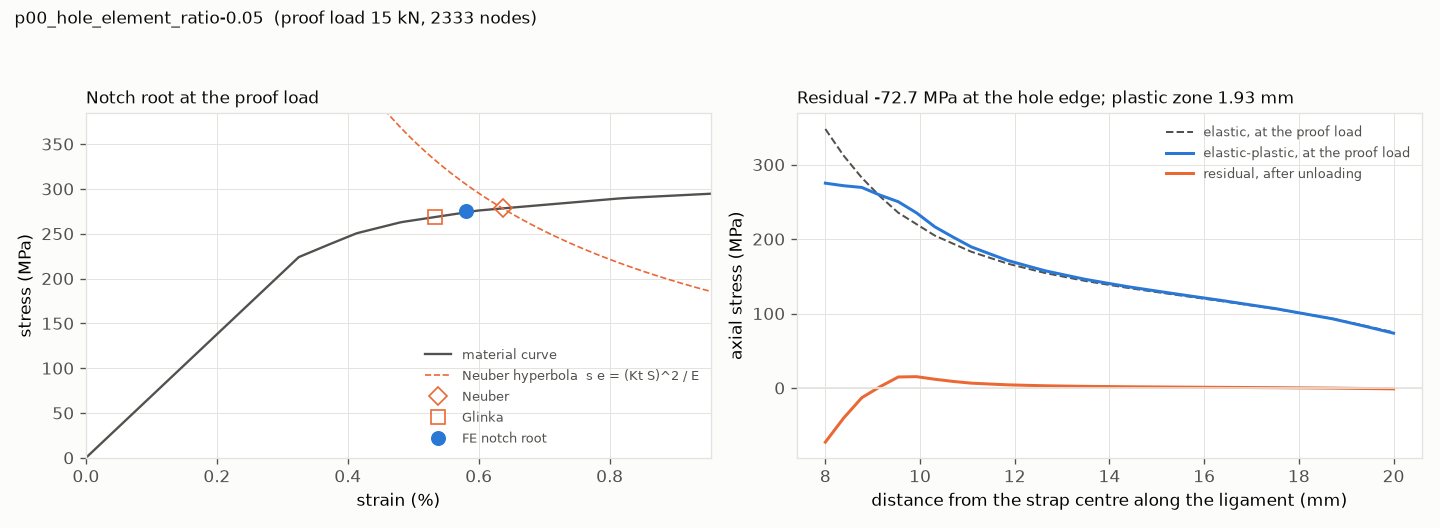 p00_hole_element_ratio-0.05  (proof load 15 kN, 2333 nodes)
Notch root at the proof load
stress (MPa)
350
300
250
200
150
100
50
0
0.0
0.2
0.4
0.6
0.8
strain (%)
material curve
Neuber hyperbola  s e = (Kt S)^2 / E
Neuber
Glinka
FE notch root
Residual -72.7 MPa at the hole edge; plastic zone 1.93 mm
axial stress (MPa)
300
200
100
0
8
10
12
14
16
18
20
distance from the strap centre along the ligament (mm)
elastic, at the proof load
elastic-plastic, at the proof load
residual, after unloading